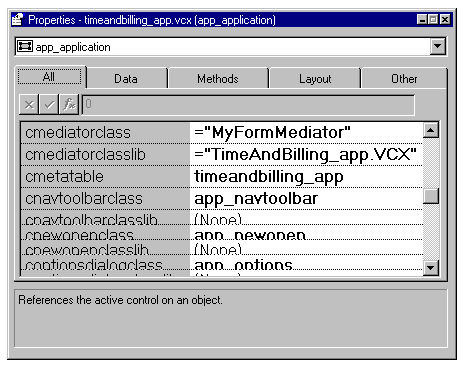 Properties - timeandbilling_app.vcx (app_application)
app_application
All Data Methods Layout Other
0
cmediatorclass ="MyFormMediator"
cmediatorclasslib ="TimeAndBilling_app.VCX"
cmetatable timeandbilling_app
cnavtoolbarclass app_navtoolbar
cnavtoolbarclasslib (None)
cnewopenclass app_newopen
cnewopenclasslib (None)
coptionsdialogclass app_options
References the active control on an object.